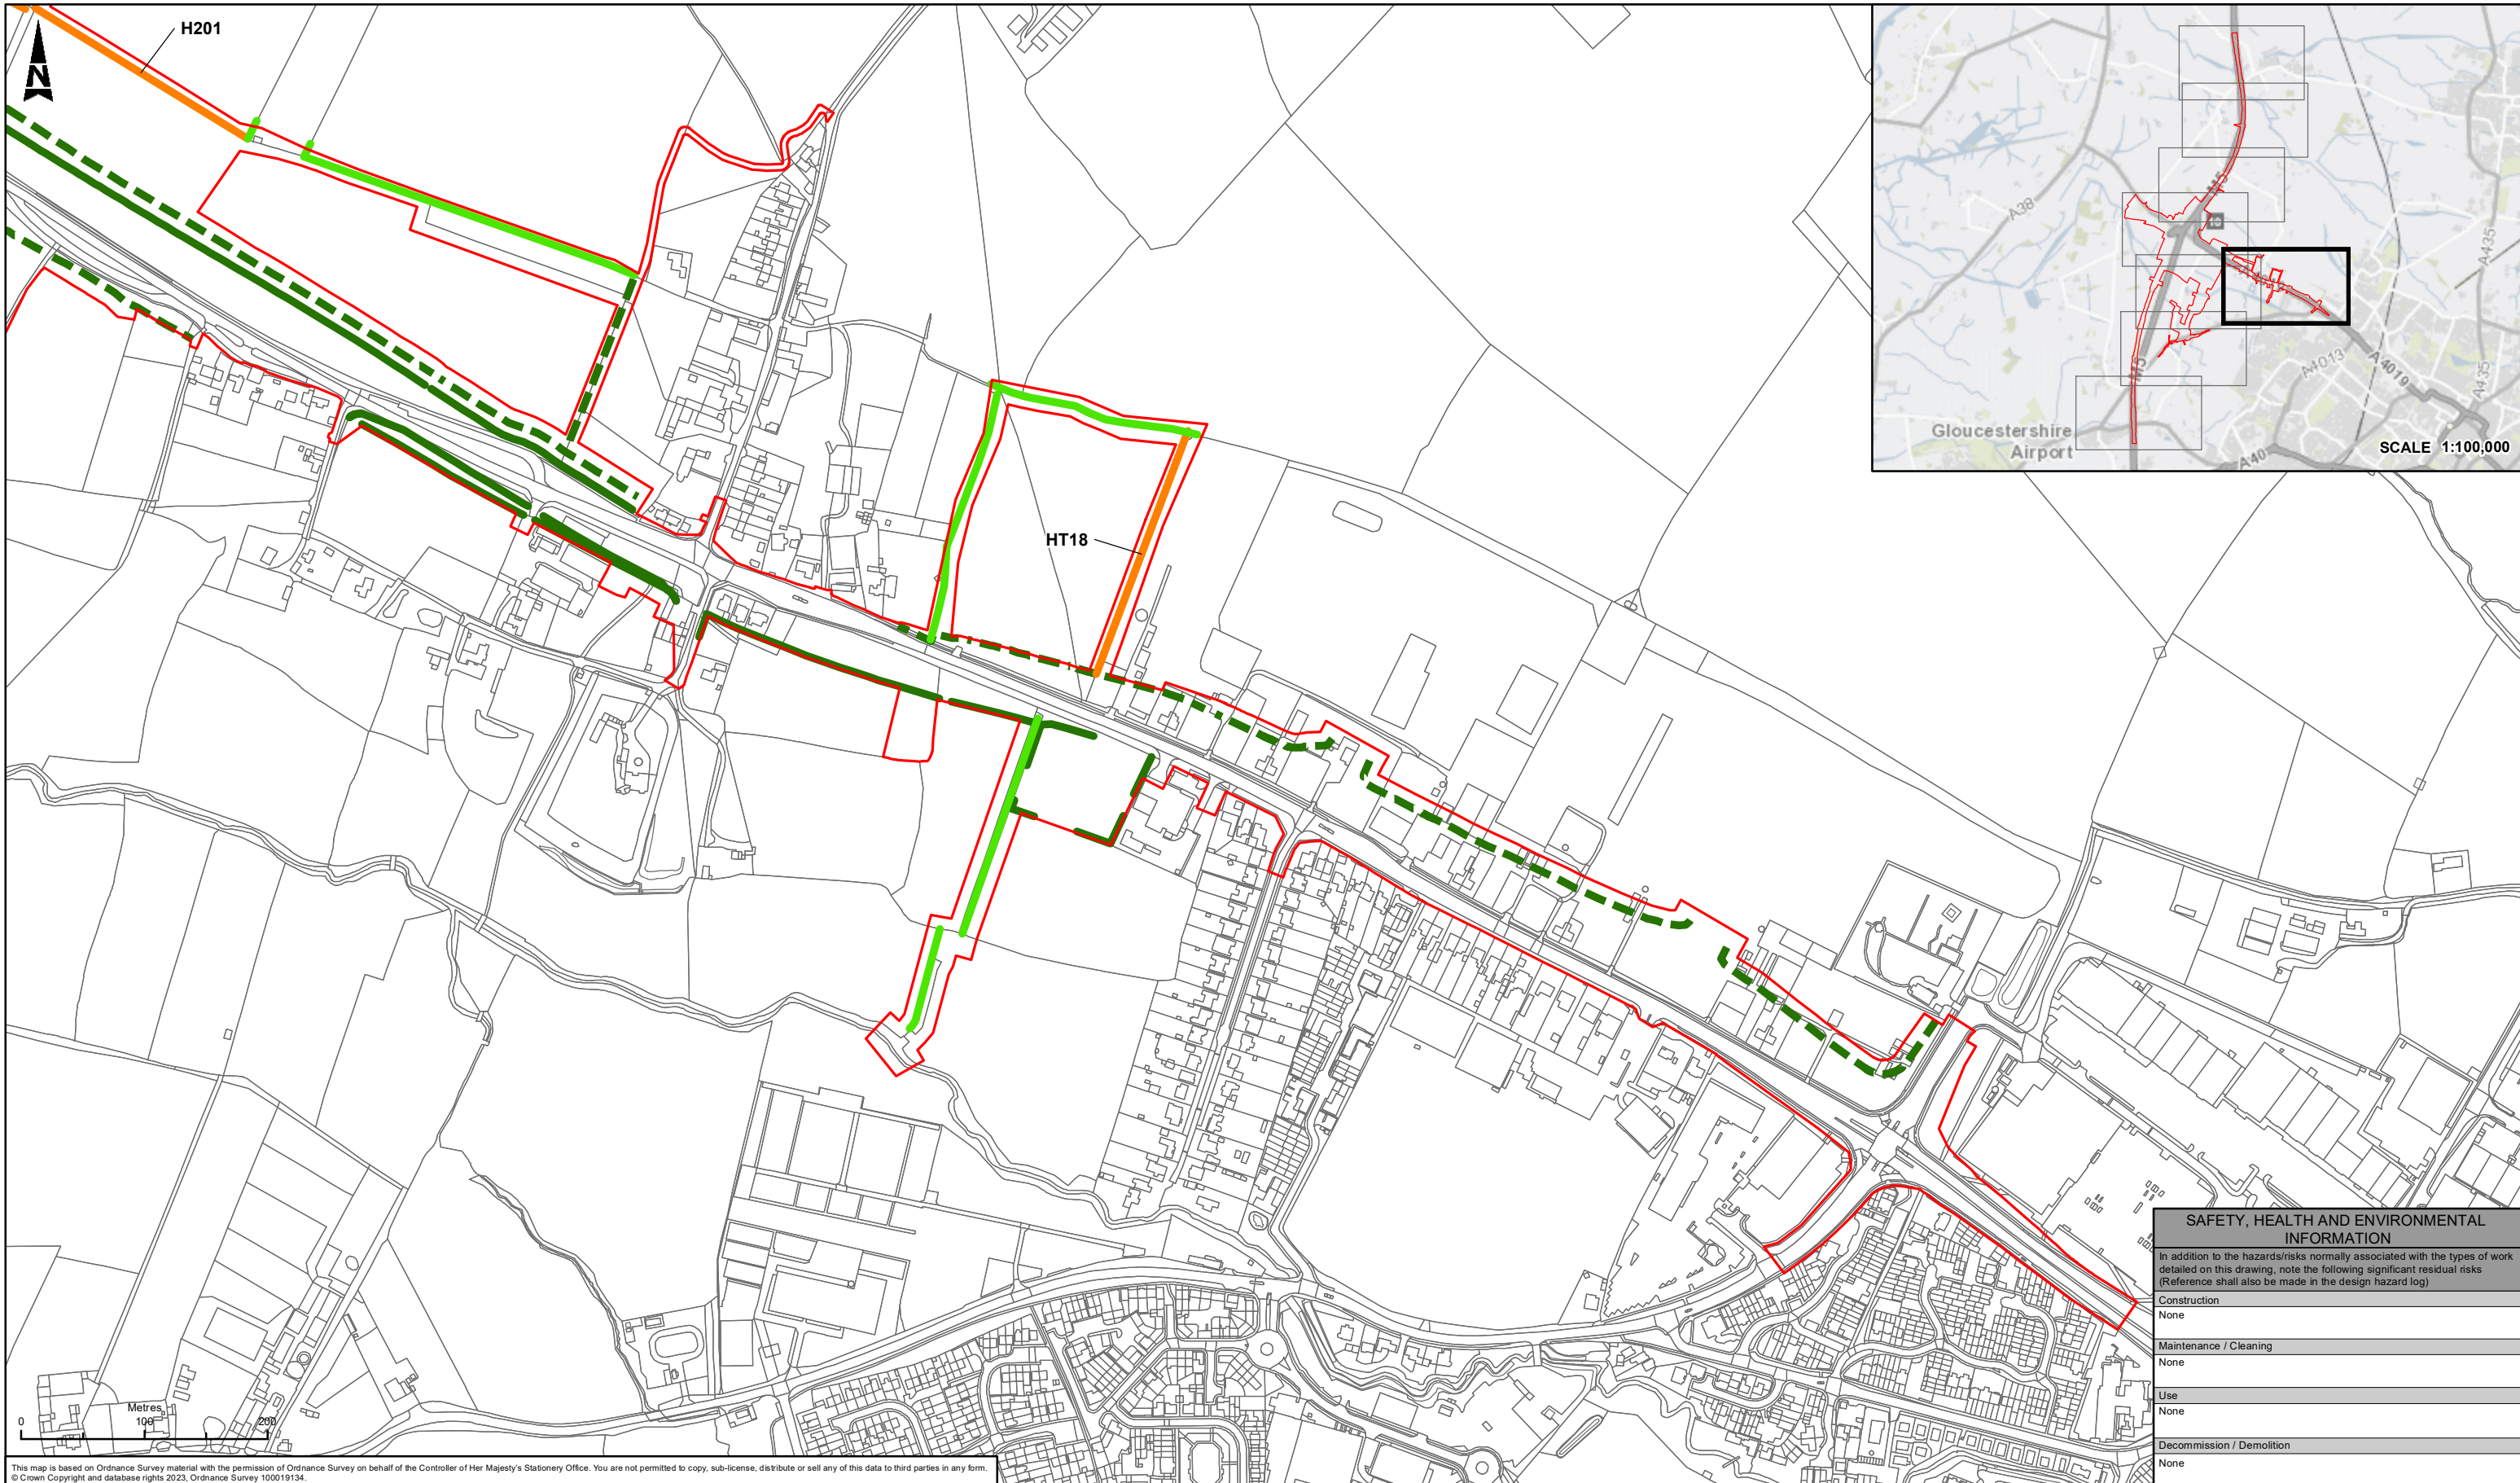 H201
N
HT18
A38
M5
A435
A4013
A4019
A435
M5
Gloucestershire
Airport
A40
SCALE 1:100,000
SAFETY, HEALTH AND ENVIRONMENTAL
INFORMATION
In addition to the hazards/risks normally associated with the types of work
detailed on this drawing, note the following significant residual risks
(Reference shall also be made in the design hazard log)
Construction
None
Maintenance / Cleaning
None
Use
None
Decommission / Demolition
None
Metres
0 100 200
This map is based on Ordnance Survey material with the permission of Ordnance Survey on behalf of the Controller of Her Majesty's Stationery Office. You are not permitted to copy, sub-license, distribute or sell any of this data to third parties in any form.
© Crown Copyright and database rights 2023, Ordnance Survey 100019134.